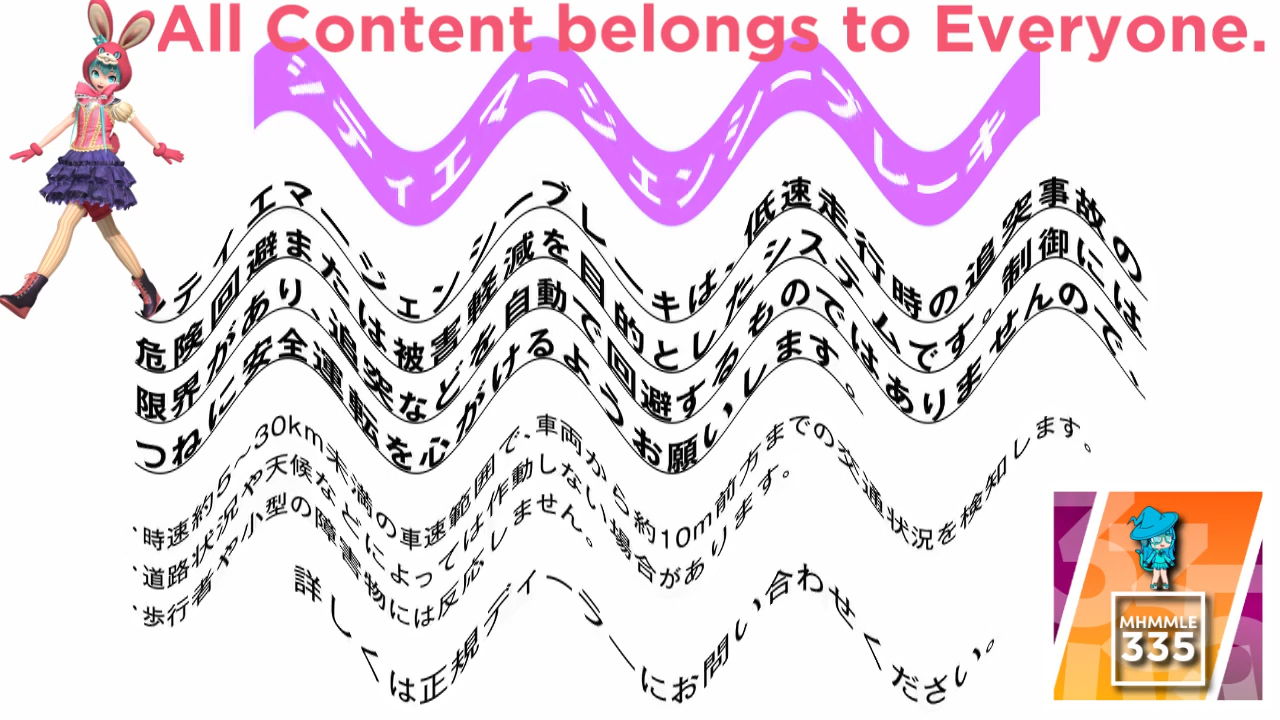 All Content belongs to Everyone.
シティエマージェンシーブレーキ
ティエマージェンシーブレーキは、低速走行時の追突事故の
危険回避または被害軽減を目的としたシステムです。制御には
限界があり、追突などを自動で回避するものではありませんので、
つねに安全運転を心がけるようお願いします。
・時速約5〜30km未満の車速範囲で、車両から約10m前方までの交通状況を検知します。
・道路状況や天候などによっては作動しない場合があります。
・歩行者や小型の障害物には反応しません。
詳しくは正規ディーラーにお問い合わせください。
MHMMLE
335